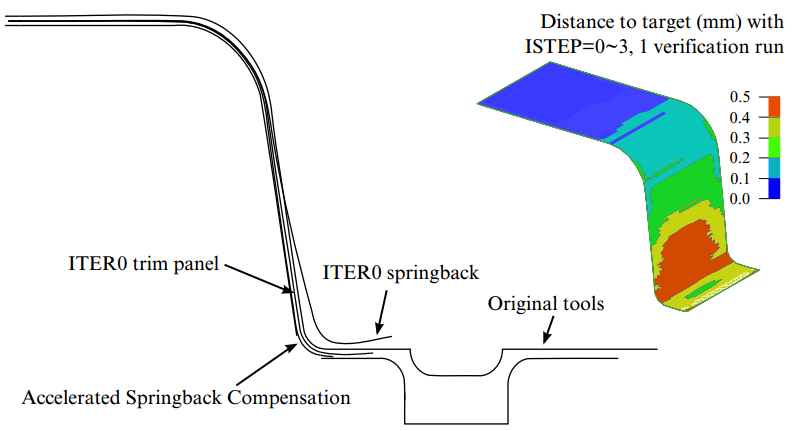 Distance to target (mm) with
ISTEP=0~3, 1 verification run
0.5
0.4
0.3
0.2
0.1
0.0
ITER0 trim panel
ITER0 springback
Original tools
Accelerated Springback Compensation